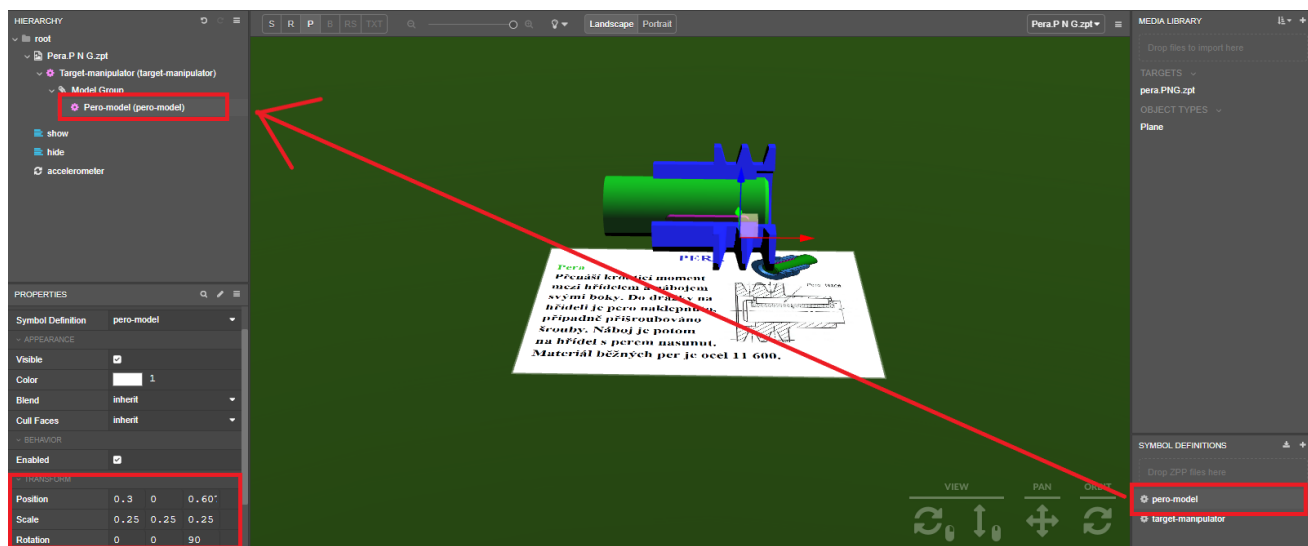 HIERARCHY
root
Pera.P N G.zpt
Target-manipulator (target-manipulator)
Model Group
Pero-model (pero-model)
show
hide
accelerometer
S R P B RS TXT
Landscape Portrait
Pera.P N G.zpt
MEDIA LIBRARY
Drop files to import here
TARGETS
pera.PNG.zpt
OBJECT TYPES
Plane
PERA
Pera
Přenáší kroutící moment
mezi hřídelem a nábojem
svými boky. Do drážky na
hřídeli je pero naklepnuto,
případně přišroubováno
šrouby. Náboj je potom
na hřídel s perem nasunut.
Materiál běžných per je ocel 11 600.
PROPERTIES
Symbol Definition pero-model
APPEARANCE
Visible
Color 1
Blend inherit
Cull Faces inherit
BEHAVIOR
Enabled
TRANSFORM
Position 0.3 0 0.607
Scale 0.25 0.25 0.25
Rotation 0 0 90
VIEW PAN ORBIT
SYMBOL DEFINITIONS
Drop ZPP files here
pero-model
target-manipulator